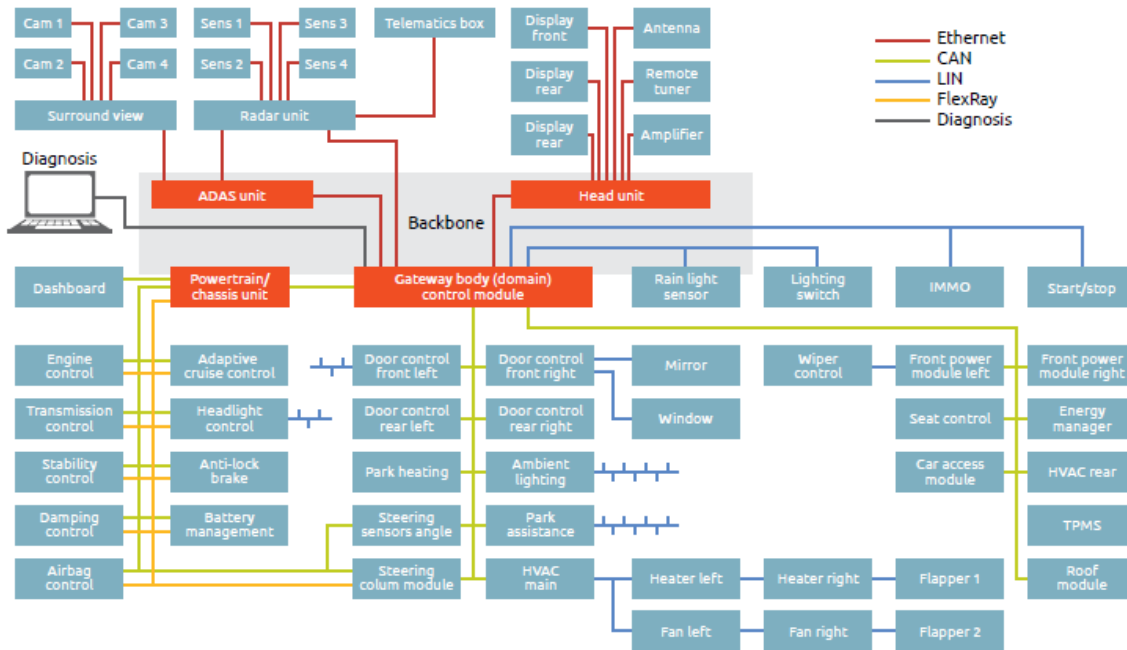 Cam 1
Cam 3
Sens 1
Sens 3
Telematics box
Display
front
Antenna
Ethernet
CAN
LIN
FlexRay
Diagnosis
Cam 2
Cam 4
Sens 2
Sens 4
Display
rear
Remote
tuner
Surround view
Radar unit
Display
rear
Amplifier
Diagnosis
ADAS unit
Head unit
Backbone
Dashboard
Powertrain/
chassis unit
Gateway body (domain)
control module
Rain light
sensor
Lighting
switch
IMMO
Start/stop
Engine
control
Adaptive
cruise control
Door control
front left
Door control
front right
Mirror
Wiper
control
Front power
module left
Front power
module right
Transmission
control
Headlight
control
Door control
rear left
Door control
rear right
Window
Seat control
Energy
manager
Stability
control
Anti-lock
brake
Park heating
Ambient
lighting
Car access
module
HVAC rear
Damping
control
Battery
management
Steering
sensors angle
Park
assistance
TPMS
Airbag
control
Steering
colum module
HVAC
main
Heater left
Heater right
Flapper 1
Roof
module
Fan left
Fan right
Flapper 2